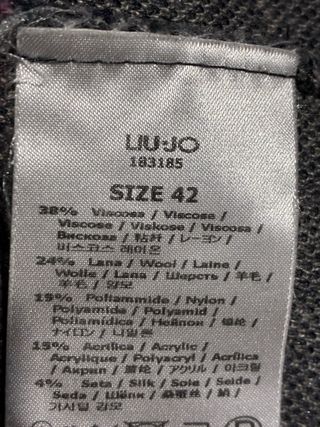 LIU·JO
183185
SIZE 42
38% Viscosa / Viscose /
Viscose / Viskose / Viscosa /
Вискоза / 粘纤 / レーヨン /
비스코스 레이온
24% Lana / Wool / Laine /
Wolle / Lana / Шерсть / 羊毛 /
羊毛 / 양모
19% Poliammide / Nylon /
Polyamide / Polyamid /
Poliamídica / Нейлон / 锦纶 /
ナイロン / 나일론
15% Acrilica / Acrylic /
Acrylique / Polyacryl / Acrílica
/ Акрил / 腈纶 / アクリル / 아크릴
4% Seta / Silk / Soie / Seide /
Seda / Шёлк / 桑蚕丝 / 絹 /